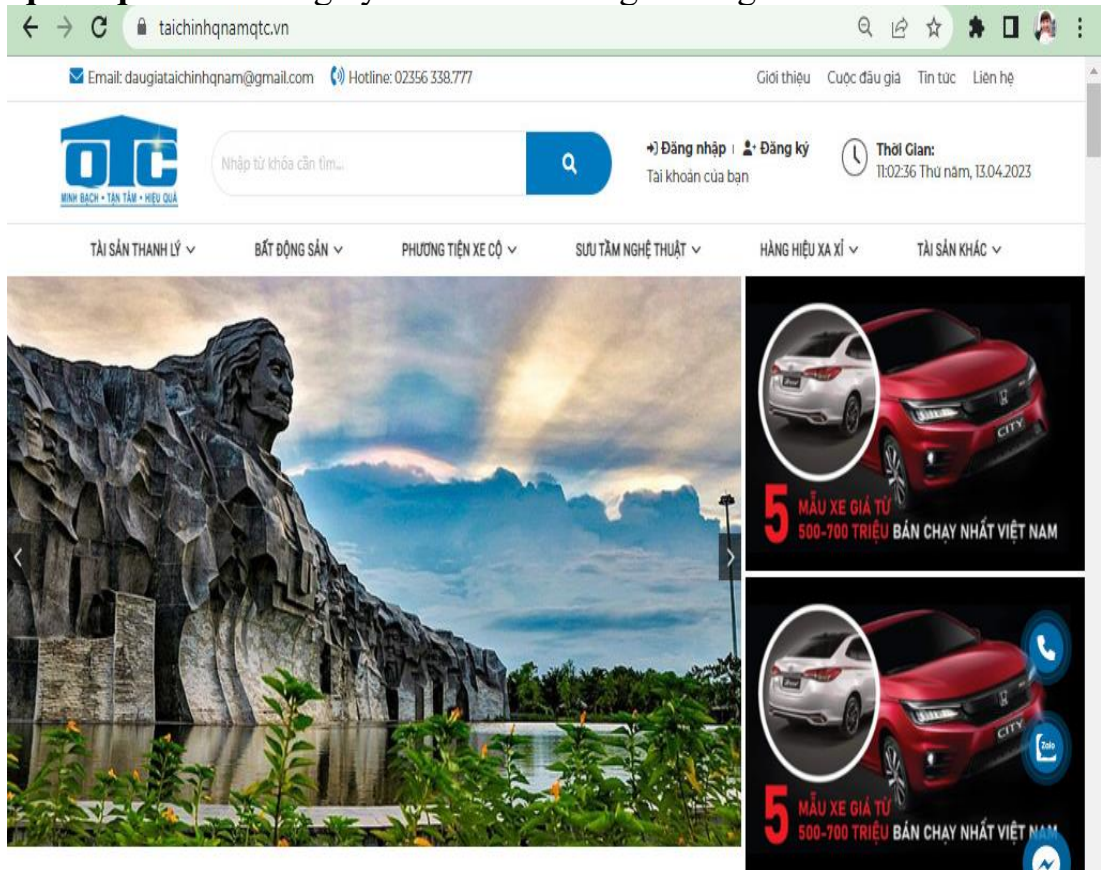 taichinhqnamqtc.vn
Email: daugiataichinhqnam@gmail.com Hotline: 02356 338.777 Giới thiệu Cuộc đấu giá Tin tức Liên hệ
QTC
MINH BẠCH • TẬN TÂM • HIỆU QUẢ
Nhập từ khóa cần tìm...
Đăng nhập Đăng ký
Tài khoản của bạn
Thời Gian:
11:02:36 Thứ năm, 13.04.2023
TÀI SẢN THANH LÝ BẤT ĐỘNG SẢN PHƯƠNG TIỆN XE CỘ SƯU TẦM NGHỆ THUẬT HÀNG HIỆU XA XỈ TÀI SẢN KHÁC
CITY
5 MẪU XE GIÁ TỪ
500-700 TRIỆU BÁN CHẠY NHẤT VIỆT NAM
CITY
Zalo
5 MẪU XE GIÁ TỪ
500-700 TRIỆU BÁN CHẠY NHẤT VIỆT NAM